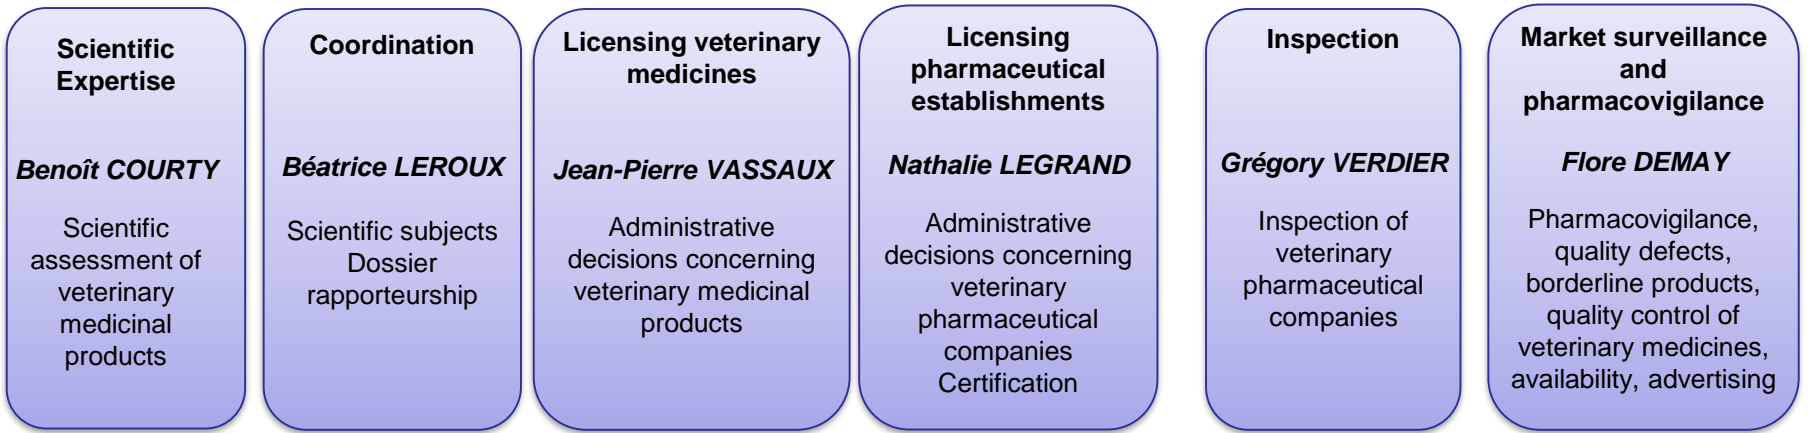 Scientific
Expertise
Benoît COURTY
Scientific
assessment of
veterinary
medicinal
products
Coordination
Béatrice LEROUX
Scientific subjects
Dossier
rapporteurship
Licensing veterinary
medicines
Jean-Pierre VASSAUX
Administrative
decisions concerning
veterinary medicinal
products
Licensing
pharmaceutical
establishments
Nathalie LEGRAND
Administrative
decisions concerning
veterinary
pharmaceutical
companies
Certification
Inspection
Grégory VERDIER
Inspection of
veterinary
pharmaceutical
companies
Market surveillance
and
pharmacovigilance
Flore DEMAY
Pharmacovigilance,
quality defects,
borderline products,
quality control of
veterinary medicines,
availability, advertising